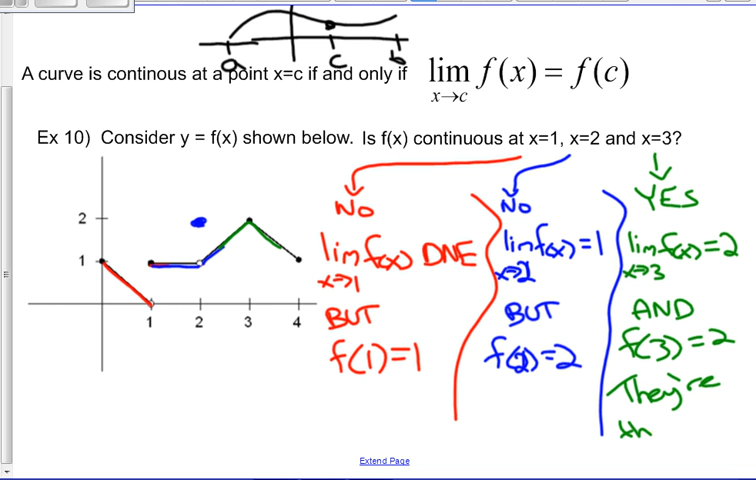 a c b
A curve is continous at a point x=c if and only if lim f(x) = f(c)
x→c
Ex 10) Consider y = f(x) shown below. Is f(x) continuous at x=1, x=2 and x=3?
NO
lim f(x) DNE
x→1
BUT
f(1)=1
NO
lim f(x)=1
x→2
BUT
f(2)=2
YES
lim f(x)=2
x→3
AND
f(3)=2
They're
th
2
1
1 2 3 4
Extend Page